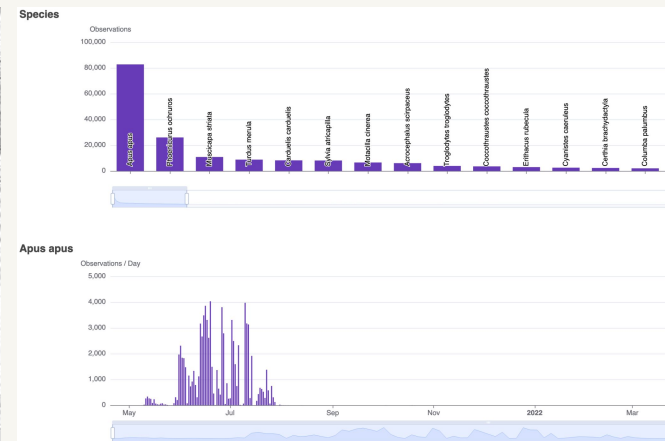 Species
Observations
100,000
80,000
60,000
40,000
20,000
0
Apus apus
Phoenicurus ochruros
Muscicapa striata
Turdus merula
Carduelis carduelis
Sylvia atricapilla
Motacilla cinerea
Acrocephalus scirpaceus
Troglodytes troglodytes
Coccothraustes coccothraustes
Erithacus rubecula
Cyanistes caeruleus
Certhia brachydactyla
Columba palumbus
Apus apus
Observations / Day
5,000
4,000
3,000
2,000
1,000
0
May Jul Sep Nov 2022 Mar